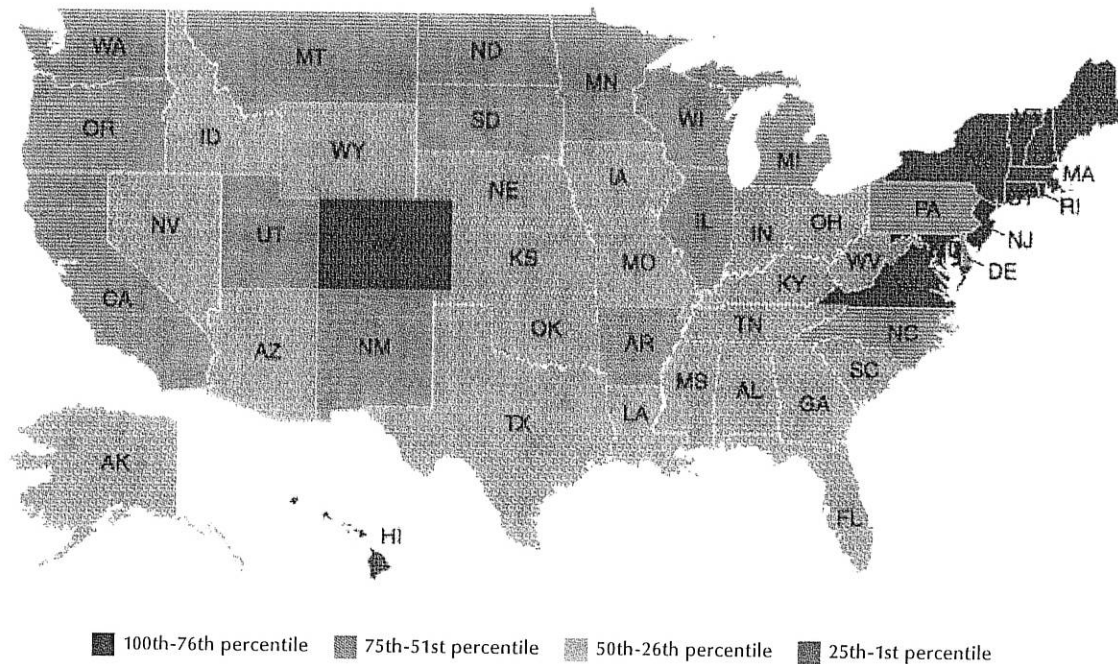 WA
MT
ND
MN
OR
ID
SD
WI
MI
WY
MA
NE
IA
RI
PA
NV
UT
IL
IN
OH
NJ
KS
MO
WV
DE
CA
KY
OK
TN
NC
AZ
NM
AR
SC
MS
AL
GA
TX
LA
AK
FL
HI
100th-76th percentile 75th-51st percentile 50th-26th percentile 25th-1st percentile